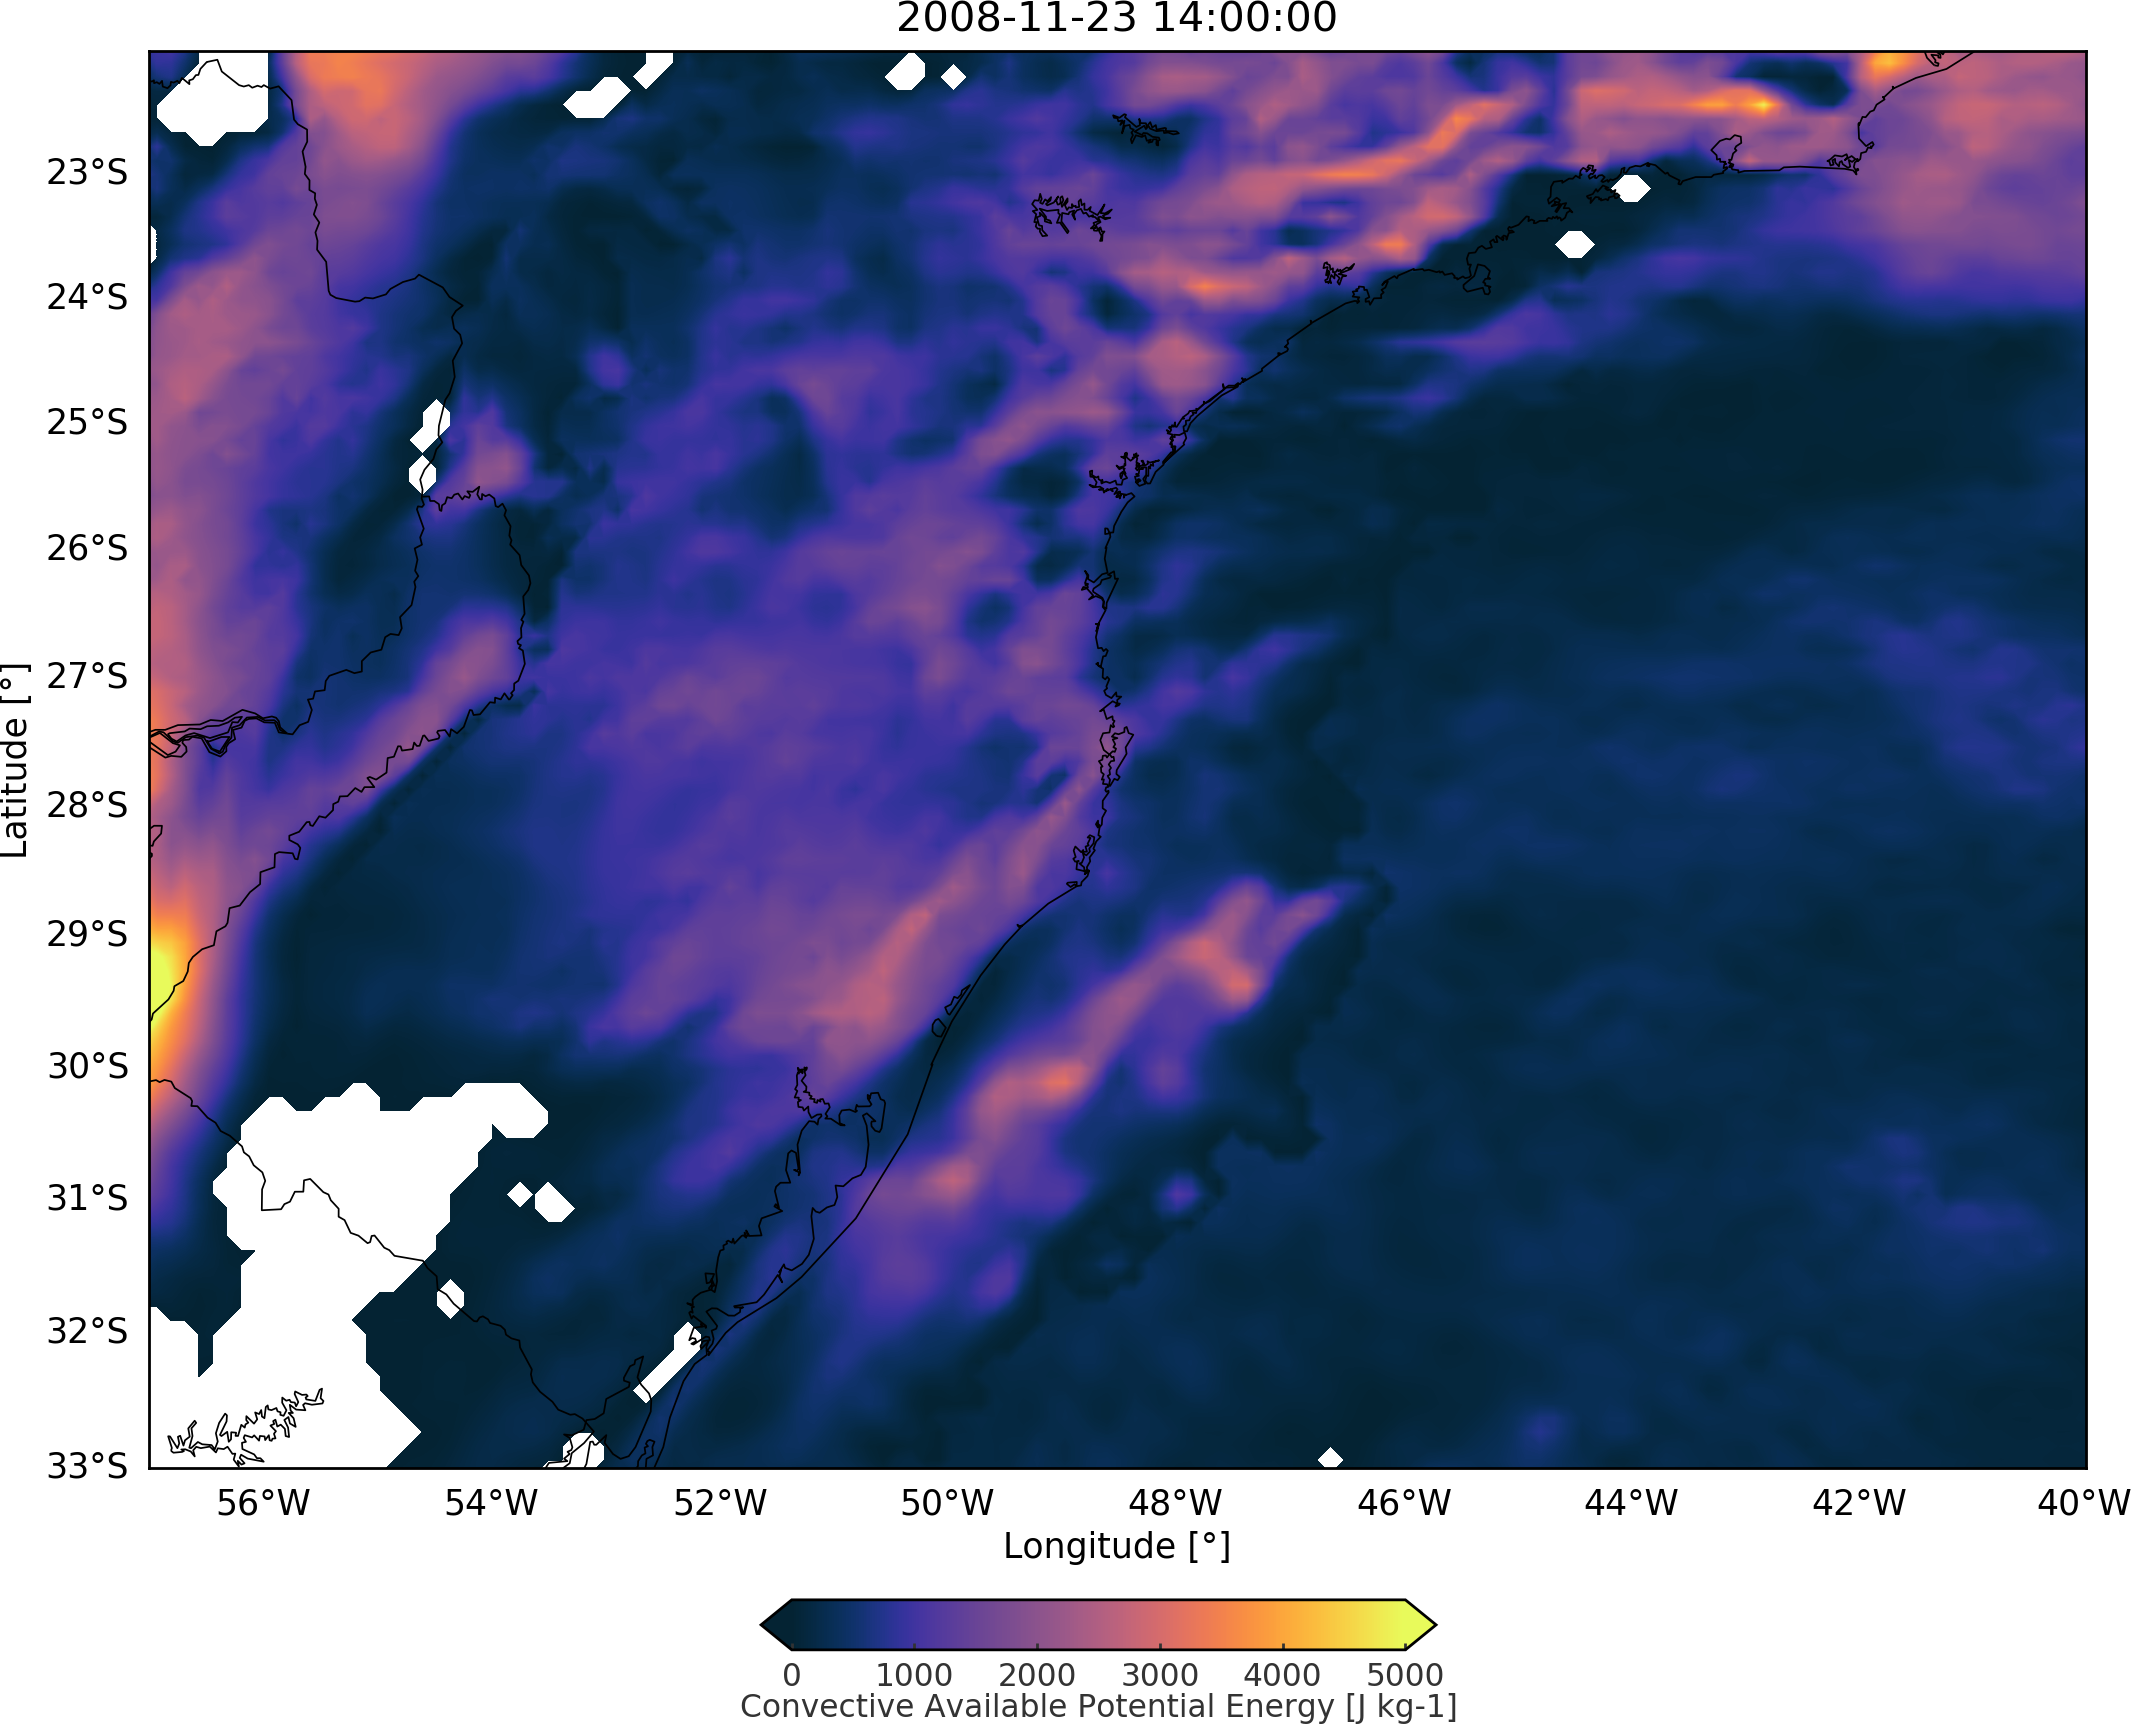 2008-11-23 14:00:00
23°S
24°S
25°S
26°S
27°S
28°S
29°S
30°S
31°S
32°S
33°S
Latitude [°]
56°W 54°W 52°W 50°W 48°W 46°W 44°W 42°W 40°W
Longitude [°]
0 1000 2000 3000 4000 5000
Convective Available Potential Energy [J kg-1]